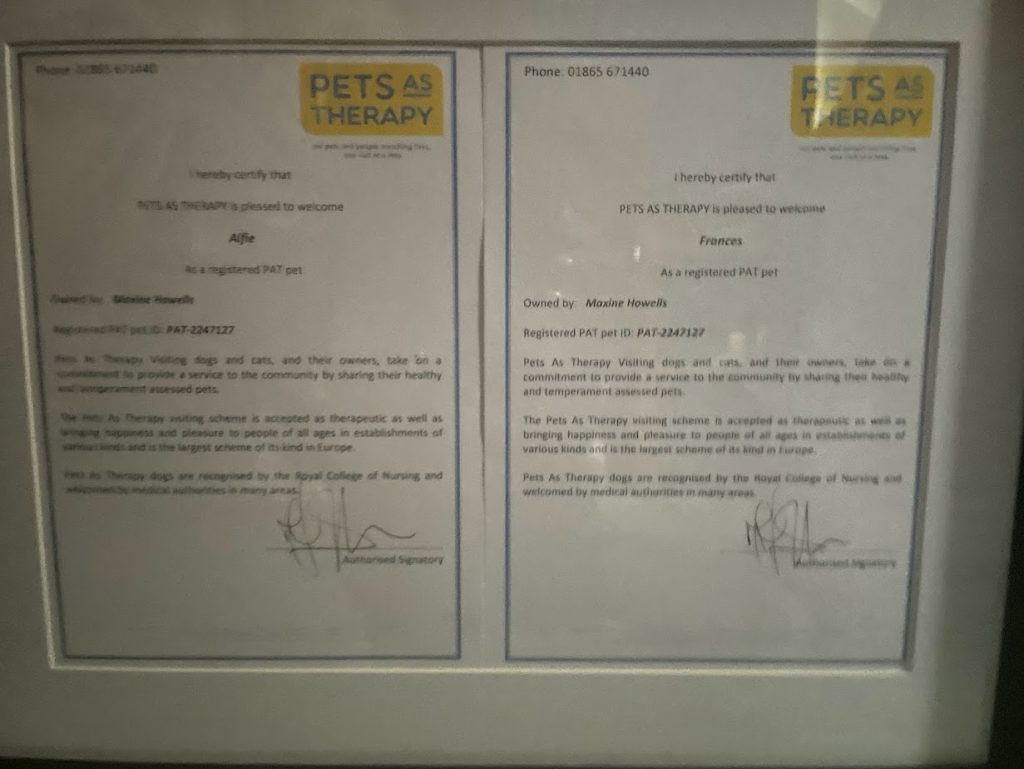 Phone: 01865 671440
PETS AS
THERAPY
I hereby certify that
PETS AS THERAPY is pleased to welcome
Alfie
As a registered PAT pet
Owned by: Maxine Howells
Registered PAT pet ID: PAT-2247127
Pets As Therapy Visiting dogs and cats, and their owners, take on a
commitment to provide a service to the community by sharing their healthy
and temperament assessed pets.
The Pets As Therapy visiting scheme is accepted as therapeutic as well as
bringing happiness and pleasure to people of all ages in establishments of
various kinds and is the largest scheme of its kind in Europe.
Pets As Therapy dogs are recognised by the Royal College of Nursing and
welcomed by medical authorities in many areas.
Authorised Signatory
Phone: 01865 671440
PETS AS
THERAPY
I hereby certify that
PETS AS THERAPY is pleased to welcome
Frances
As a registered PAT pet
Owned by: Maxine Howells
Registered PAT pet ID: PAT-2247127
Pets As Therapy Visiting dogs and cats, and their owners, take on a
commitment to provide a service to the community by sharing their healthy
and temperament assessed pets.
The Pets As Therapy visiting scheme is accepted as therapeutic as well as
bringing happiness and pleasure to people of all ages in establishments of
various kinds and is the largest scheme of its kind in Europe.
Pets As Therapy dogs are recognised by the Royal College of Nursing and
welcomed by medical authorities in many areas.
Authorised Signatory